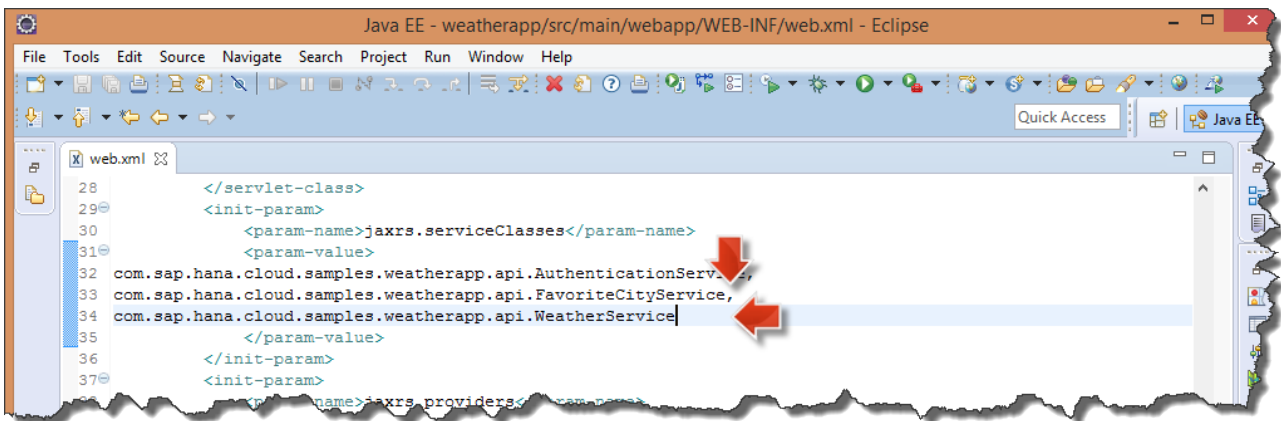 Java EE - weatherapp/src/main/webapp/WEB-INF/web.xml - Eclipse
File Tools Edit Source Navigate Search Project Run Window Help
Quick Access
Java EE
web.xml
28 </servlet-class>
29 <init-param>
30 <param-name>jaxrs.serviceClasses</param-name>
31 <param-value>
32 com.sap.hana.cloud.samples.weatherapp.api.AuthenticationService,
33 com.sap.hana.cloud.samples.weatherapp.api.FavoriteCityService,
34 com.sap.hana.cloud.samples.weatherapp.api.WeatherService
35 </param-value>
36 </init-param>
37 <init-param>
jaxrs.providers